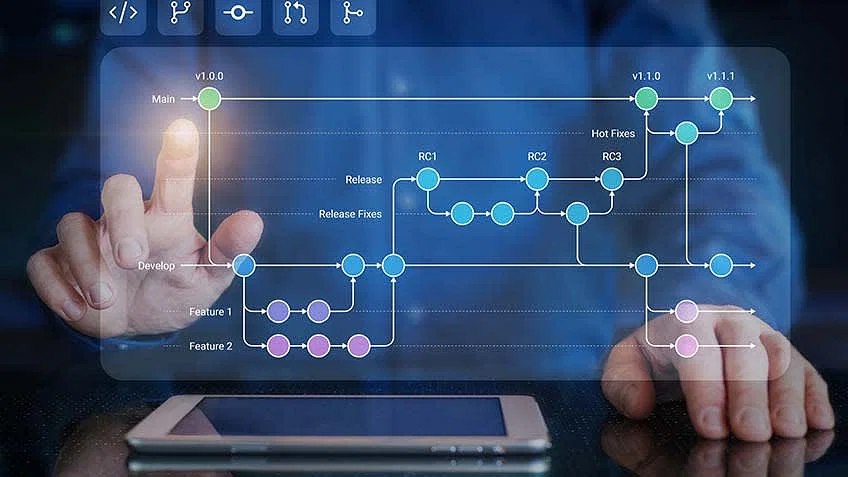 </>
v1.0.0
v1.1.0
v1.1.1
Main
Hot Fixes
RC1
RC2
RC3
Release
Release Fixes
Develop
Feature 1
Feature 2